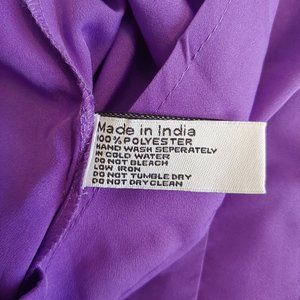 Made in India
100% POLYESTER
HAND WASH SEPERATELY
IN COLD WATER
DO NOT BLEACH
LOW IRON
DO NOT TUMBLE DRY
DO NOT DRY CLEAN